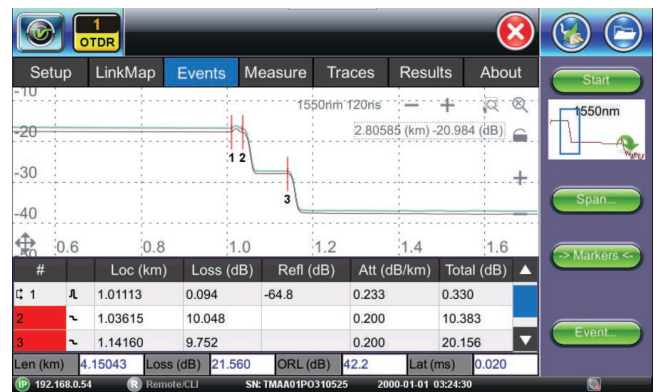 1
OTDR
Setup LinkMap Events Measure Traces Results About
Start
-10
1550nm 120ns
1550nm
2.80585 (km) -20.984 (dB)
-20
1 2
-30
3
Span...
-40
-50
0.6 0.8 1.0 1.2 1.4 1.6
-> Markers <-
# Loc (km) Loss (dB) Refl (dB) Att (dB/km) Total (dB)
1 1.01113 0.094 -64.8 0.233 0.330
2 1.03615 10.048 0.200 10.383
3 1.14160 9.752 0.200 20.156
Event...
Len (km) 4.15043 Loss (dB) 21.560 ORL (dB) 42.2 Lat (ms) 0.020
IP 192.168.0.54 R Remote/CLI SN: TMAA01PO310525 2000-01-01 03:24:30